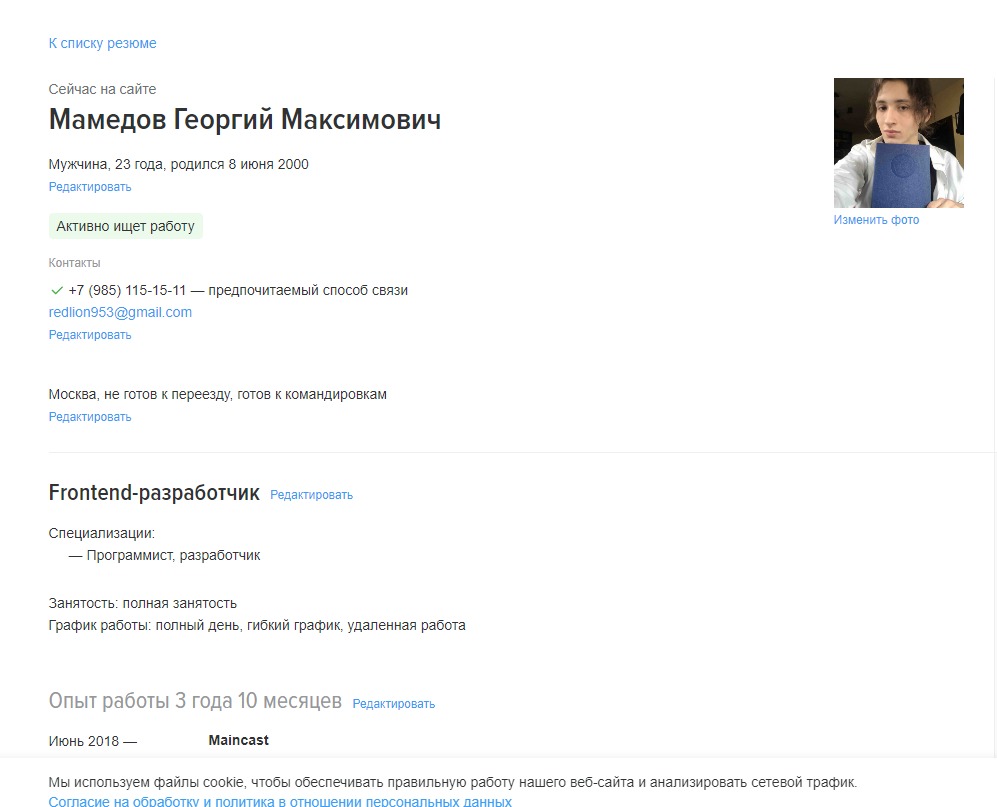 К списку резюме
Сейчас на сайте
Мамедов Георгий Максимович
Мужчина, 23 года, родился 8 июня 2000
Редактировать
Изменить фото
Активно ищет работу
Контакты
+7 (985) 115-15-11 — предпочитаемый способ связи
redlion953@gmail.com
Редактировать
Москва, не готов к переезду, готов к командировкам
Редактировать
Frontend-разработчик Редактировать
Специализации:
— Программист, разработчик
Занятость: полная занятость
График работы: полный день, гибкий график, удаленная работа
Опыт работы 3 года 10 месяцев Редактировать
Июнь 2018 — Maincast
Мы используем файлы cookie, чтобы обеспечивать правильную работу нашего веб-сайта и анализировать сетевой трафик.
Согласие на обработку и политика в отношении персональных данных